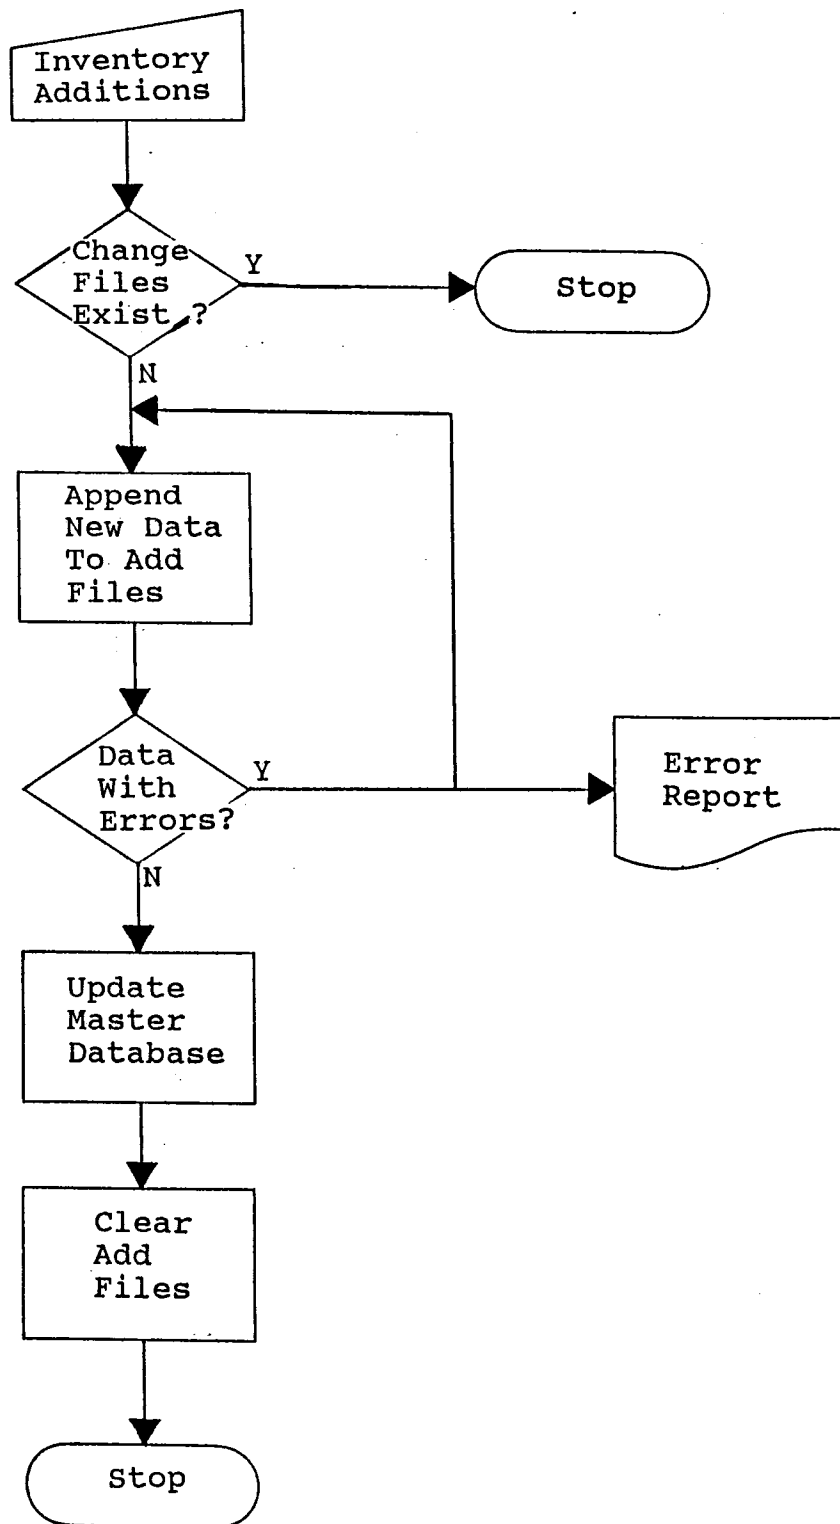 Inventory
Additions
Change
Files
Exist ?
Y
Stop
N
Append
New Data
To Add
Files
Data
With
Errors?
Y
Error
Report
N
Update
Master
Database
Clear
Add
Files
Stop